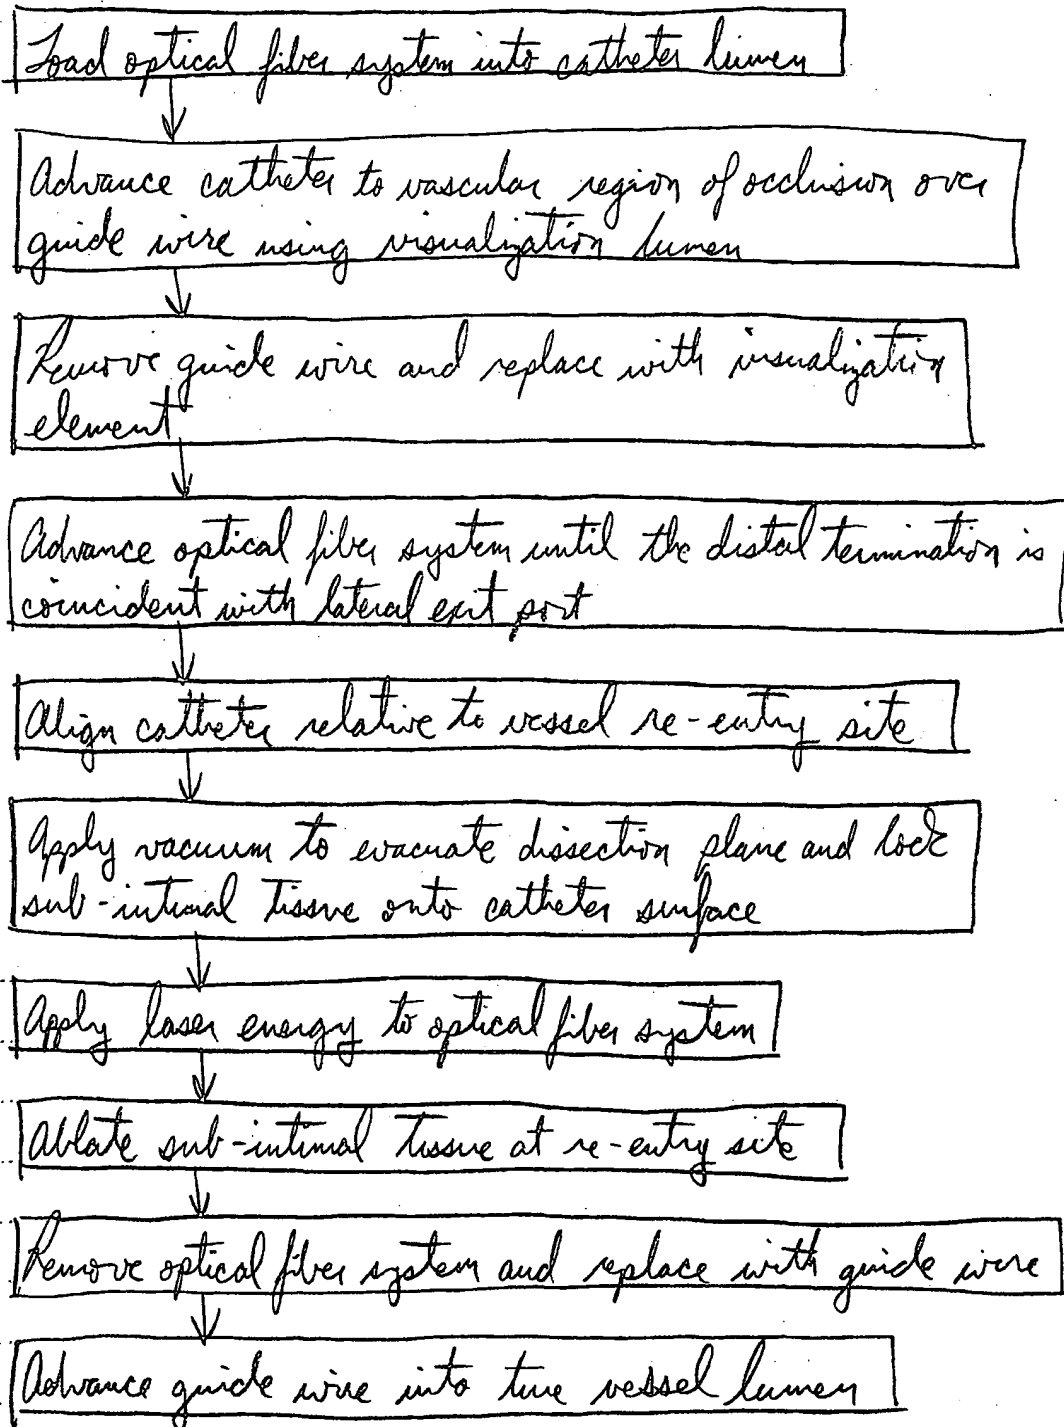 Load optical fiber system into catheter lumen
Advance catheter to vascular region of occlusion over
guide wire using visualization lumen
Remove guide wire and replace with visualization
element
Advance optical fiber system until the distal termination is
coincident with lateral exit port
Align catheter relative to vessel re-entry site
Apply vacuum to evacuate dissection plane and lock
sub-intimal tissue onto catheter surface
Apply laser energy to optical fiber system
Ablate sub-intimal tissue at re-entry site
Remove optical fiber system and replace with guide wire
Advance guide wire into true vessel lumen